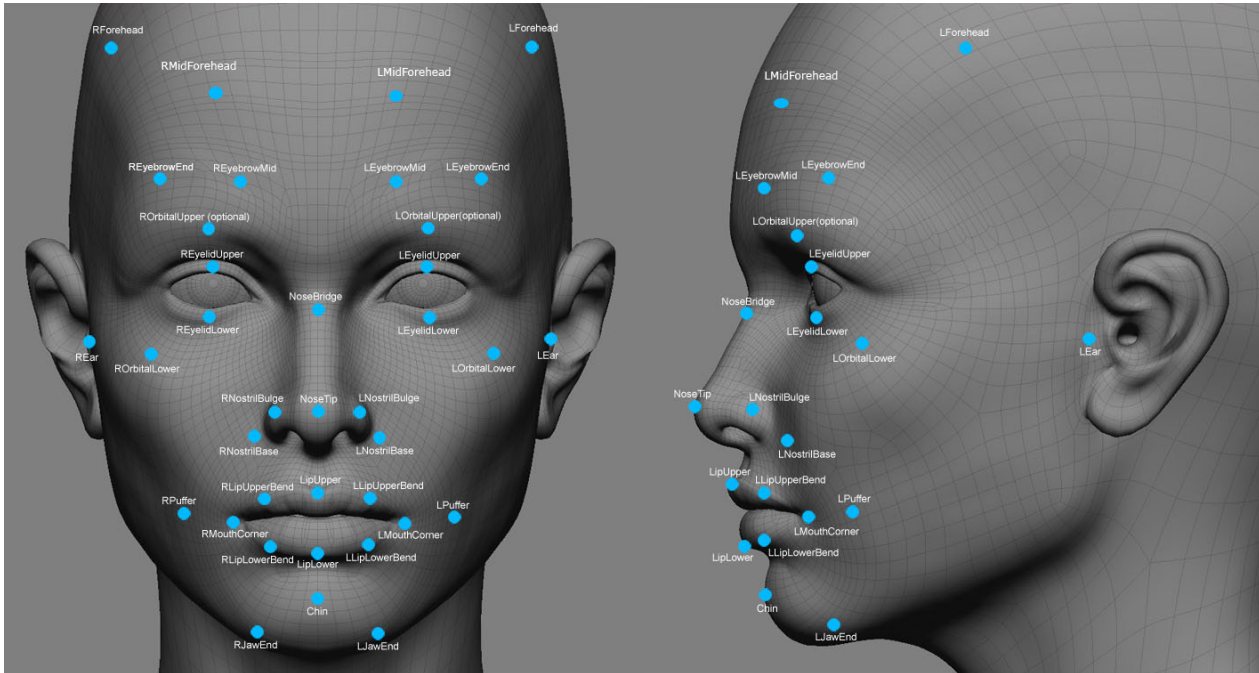 RForehead
LForehead
RMidForehead
LMidForehead
REyebrowEnd
REyebrowMid
LEyebrowMid
LEyebrowEnd
ROrbitalUpper (optional)
LOrbitalUpper(optional)
REyelidUpper
LEyelidUpper
NoseBridge
REyelidLower
LEyelidLower
REar
LEar
ROrbitalLower
LOrbitalLower
RNostrilBulge
NoseTip
LNostrilBulge
RNostrilBase
LNostrilBase
LipUpper
RLipUpperBend
LLipUpperBend
RPuffer
LPuffer
RMouthCorner
LMouthCorner
RLipLowerBend
LipLower
LLipLowerBend
Chin
RJawEnd
LJawEnd
LForehead
LMidForehead
LEyebrowEnd
LEyebrowMid
LOrbitalUpper(optional)
LEyelidUpper
NoseBridge
LEyelidLower
LOrbitalLower
LEar
NoseTip
LNostrilBulge
LNostrilBase
LipUpper
LLipUpperBend
LPuffer
LMouthCorner
LipLower
LLipLowerBend
Chin
LJawEnd